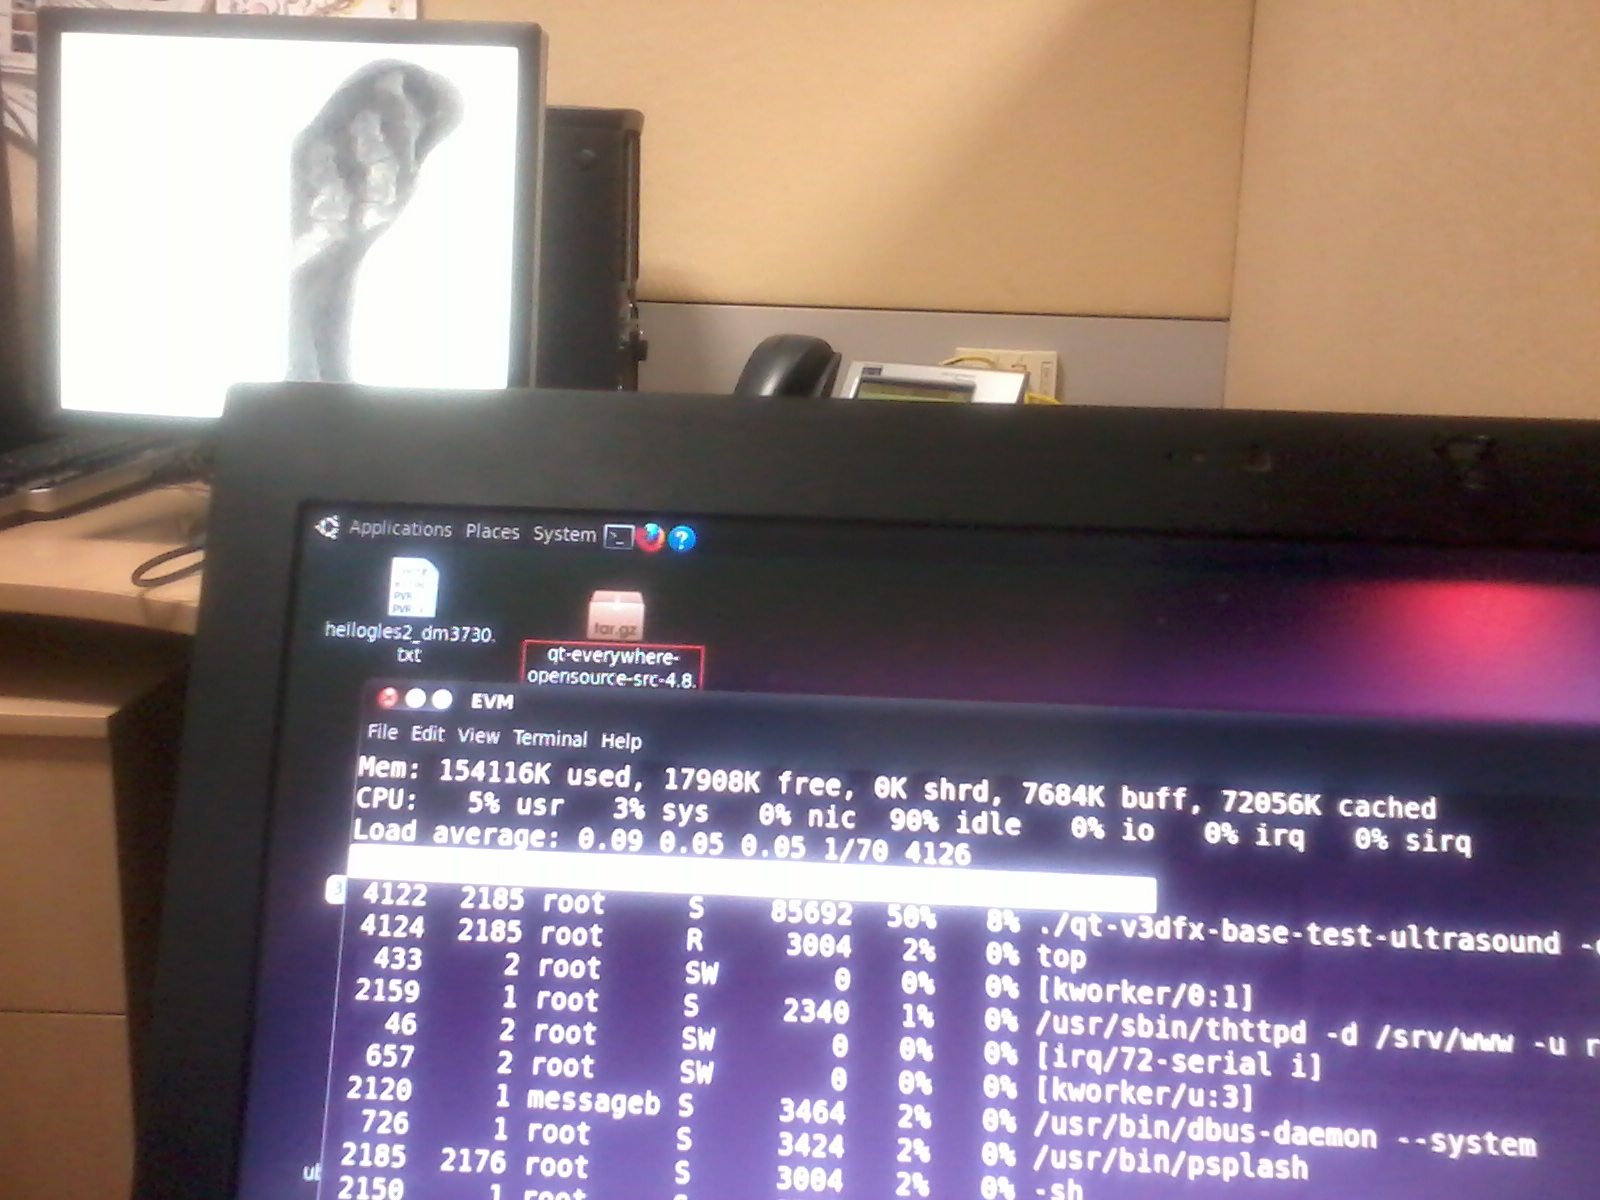 Applications Places System
hellogles2_dm3730.
txt
tar.gz
qt-everywhere-
opensource-src-4.8.
EVM
File Edit View Terminal Help
Mem: 154116K used, 17908K free, 0K shrd, 7684K buff, 72056K cached
CPU: 5% usr 3% sys 0% nic 90% idle 0% io 0% irq 0% sirq
Load average: 0.09 0.05 0.05 1/70 4126
4122 2185 root S 85692 50% 8% ./qt-v3dfx-base-test-ultrasound
4124 2185 root R 3004 2% 0% top
433 2 root SW 0 0% 0% [kworker/0:1]
2159 1 root S 2340 1% 0% /usr/sbin/thttpd -d /srv/www -u r
46 2 root SW 0 0% 0% [irq/72-serial i]
657 2 root SW 0 0% 0% [kworker/u:3]
2120 1 messageb S 3464 2% 0% /usr/bin/dbus-daemon --system
726 1 root S 3424 2% 0% /usr/bin/psplash
2185 2176 root S 3004 2% 0% -sh
2150 1 root